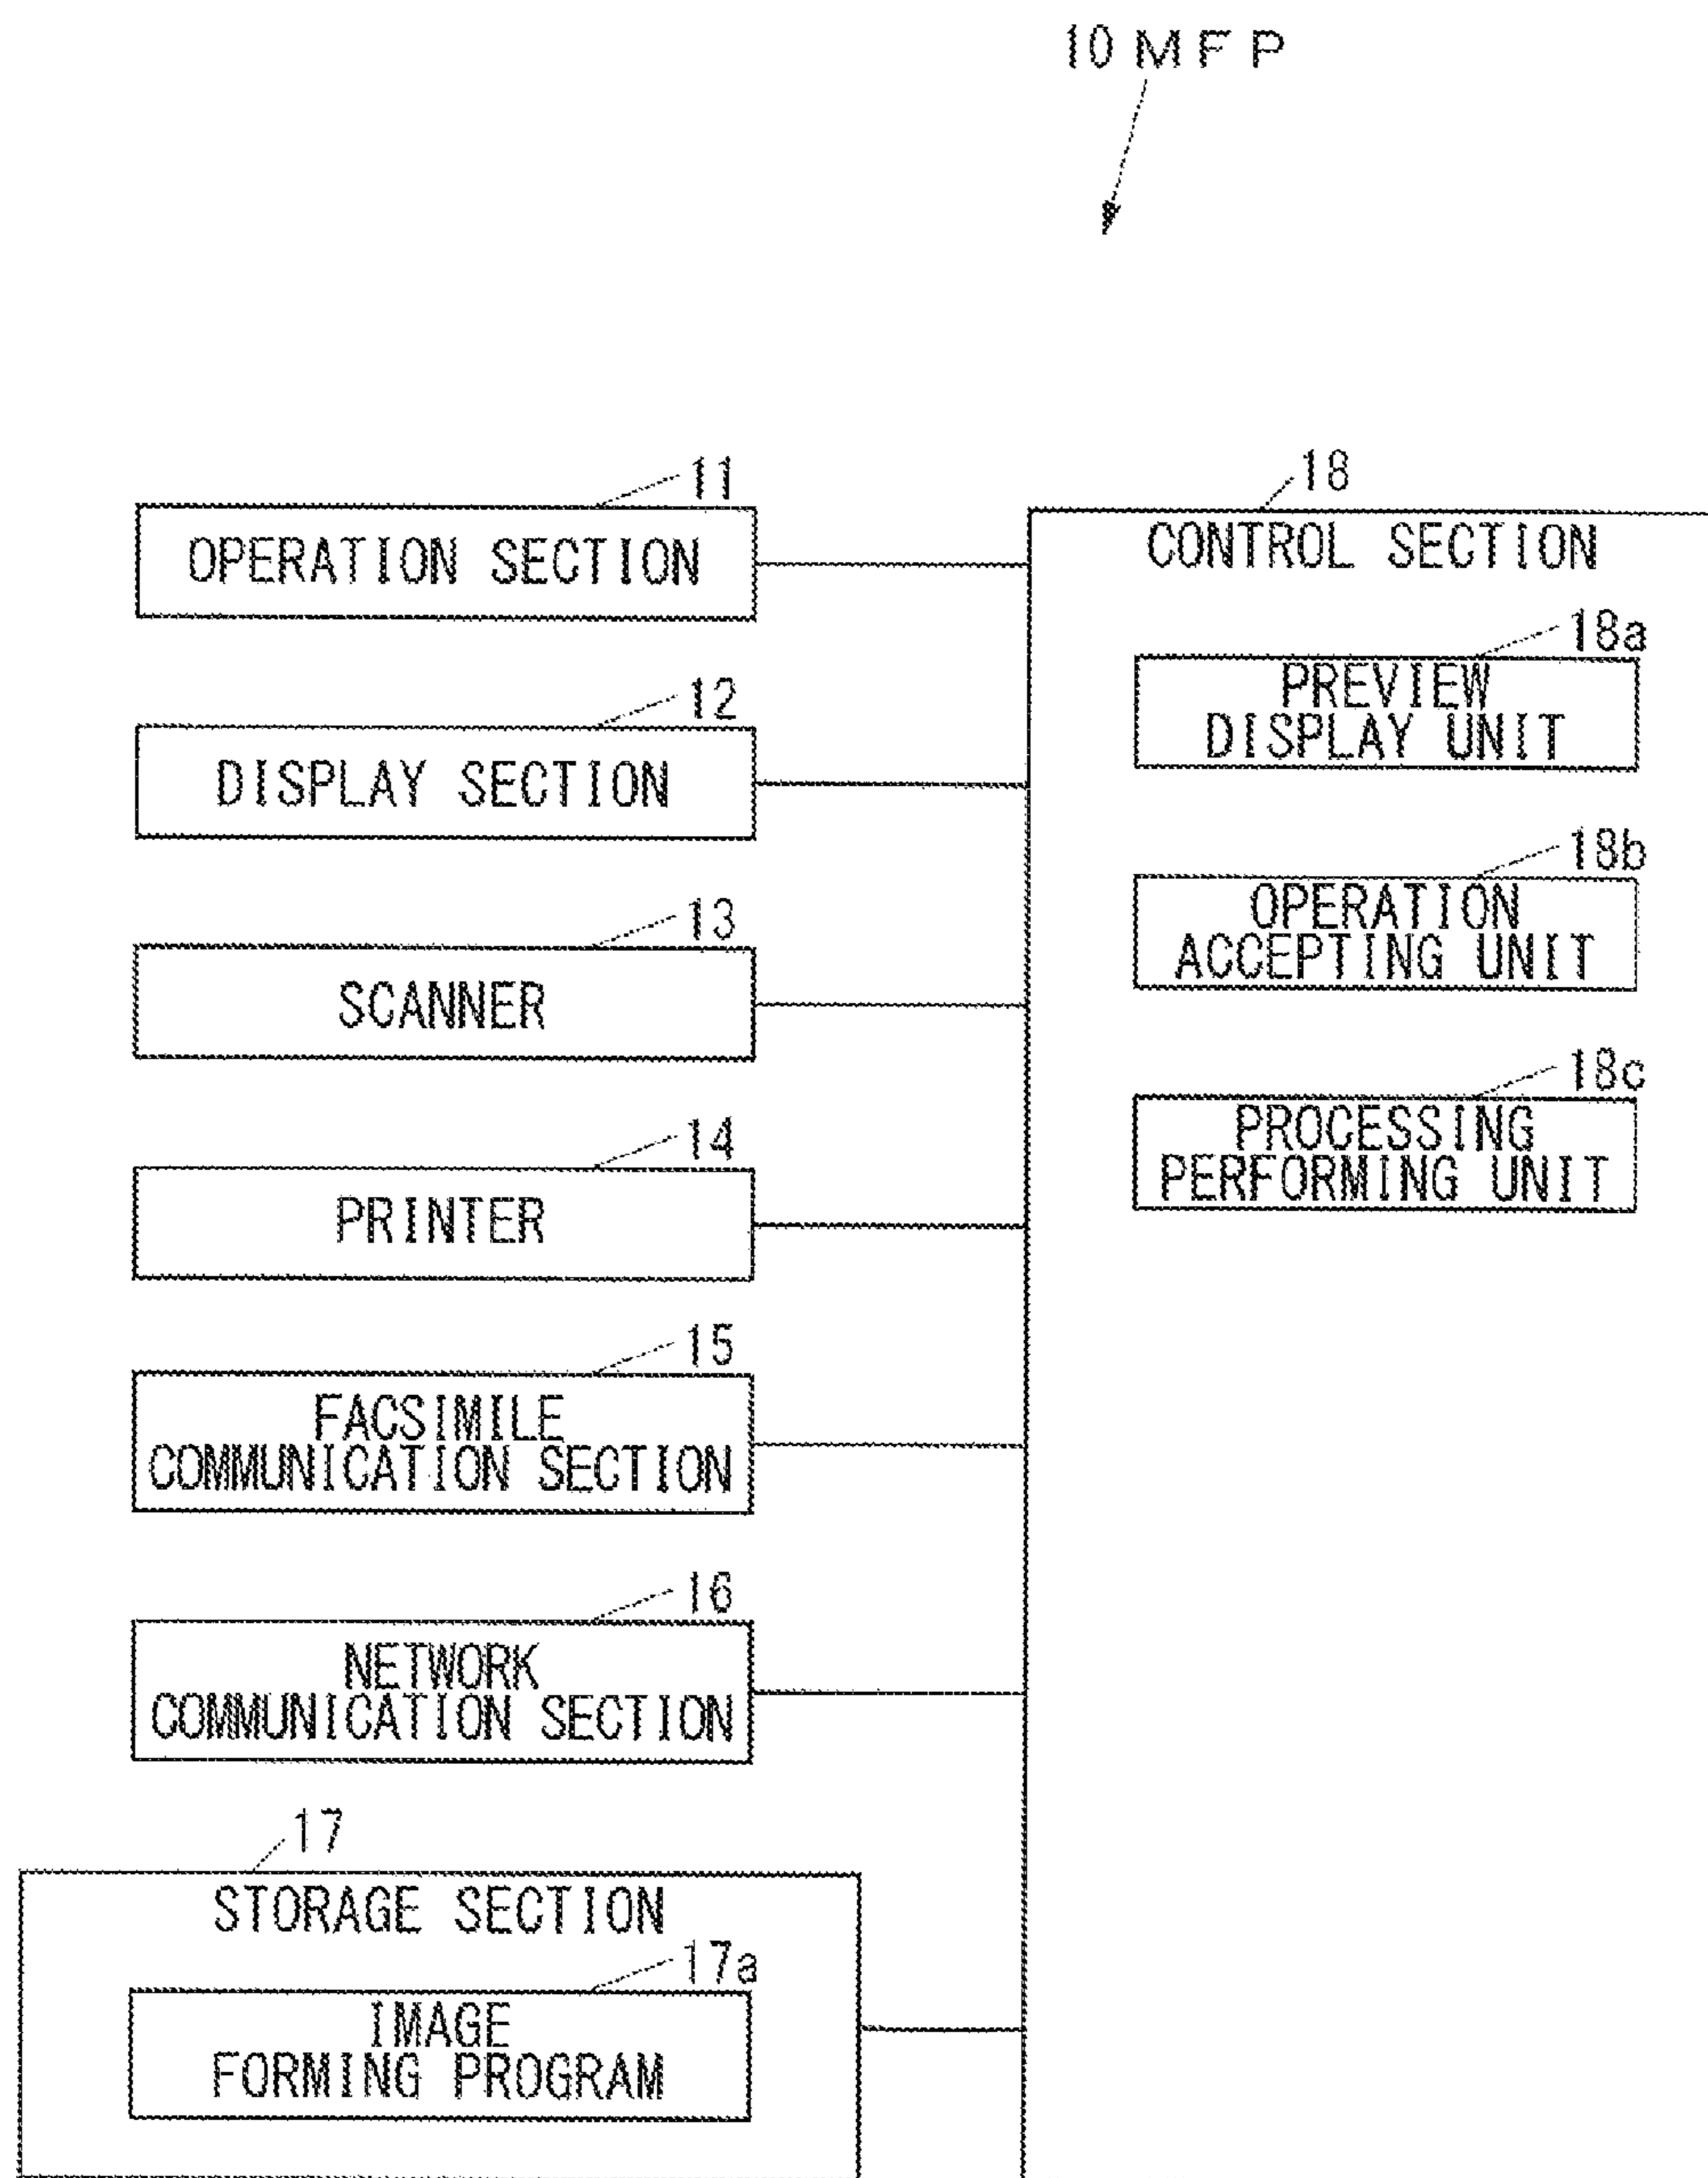 10 MFP
11
OPERATION SECTION
12
DISPLAY SECTION
13
SCANNER
14
PRINTER
15
FACSIMILE
COMMUNICATION SECTION
16
NETWORK
COMMUNICATION SECTION
17
STORAGE SECTION
17a
IMAGE
FORMING PROGRAM
18
CONTROL SECTION
18a
PREVIEW
DISPLAY UNIT
18b
OPERATION
ACCEPTING UNIT
18c
PROCESSING
PERFORMING UNIT